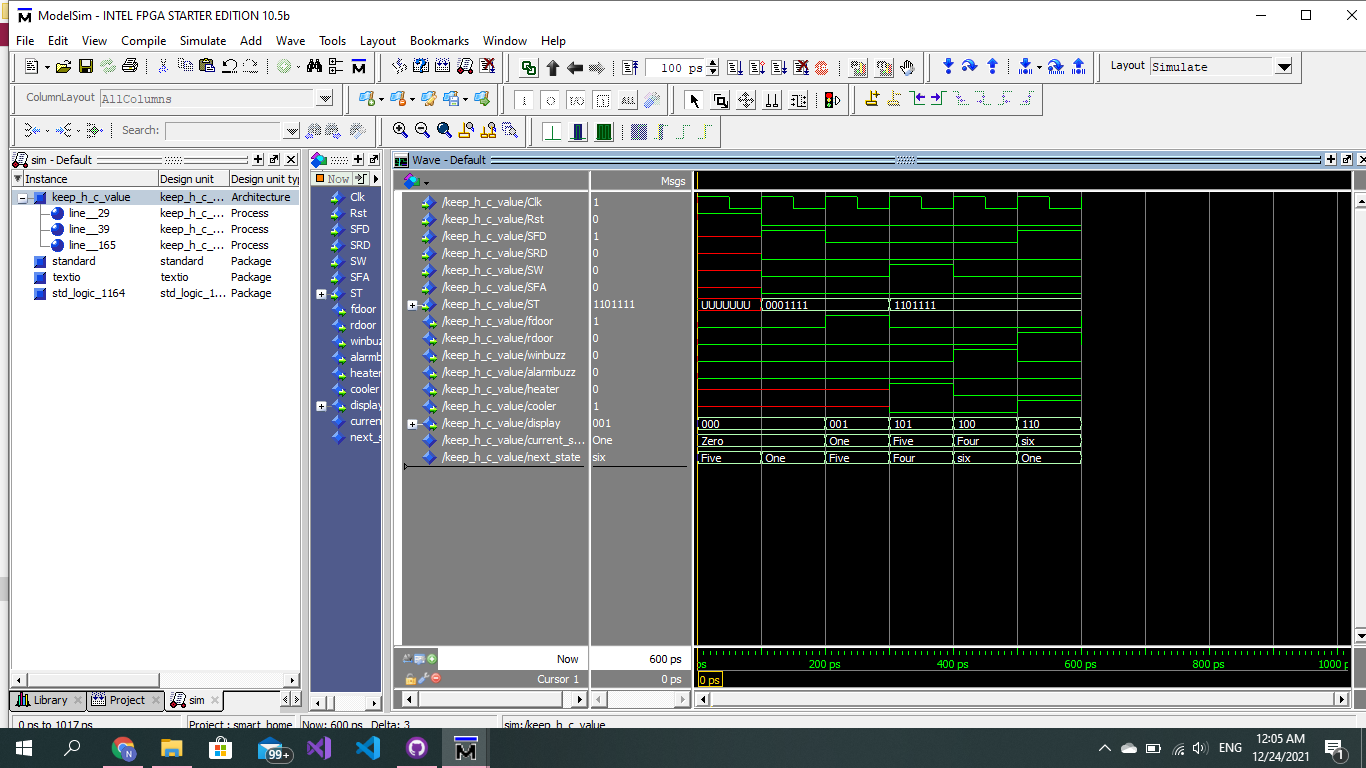 ModelSim - INTEL FPGA STARTER EDITION 10.5b
File Edit View Compile Simulate Add Wave Tools Layout Bookmarks Window Help
100 ps
Layout Simulate
ColumnLayout AllColumns
Search:
sim - Default
Now
Wave - Default
Instance Design unit Design unit ty
keep_h_c_value keep_h_c_... Architecture
line__29 keep_h_c_... Process
line__39 keep_h_c_... Process
line__165 keep_h_c_... Process
standard standard Package
textio textio Package
std_logic_1164 std_logic_1... Package
Clk
Rst
SFD
SRD
SW
SFA
ST
fdoor
rdoor
winbuz
alarmb
heater
cooler
display
curren
next_s
Msgs
/keep_h_c_value/Clk 1
/keep_h_c_value/Rst 0
/keep_h_c_value/SFD 1
/keep_h_c_value/SRD 0
/keep_h_c_value/SW 0
/keep_h_c_value/SFA 0
/keep_h_c_value/ST 1101111 UUUUUUU 0001111 1101111
/keep_h_c_value/fdoor 1
/keep_h_c_value/rdoor 0
/keep_h_c_value/winbuzz 0
/keep_h_c_value/alarmbuzz 0
/keep_h_c_value/heater 0
/keep_h_c_value/cooler 1
/keep_h_c_value/display 001 000 001 101 100 110
/keep_h_c_value/current_s... One Zero One Five Four six
/keep_h_c_value/next_state six Five One Five Four six One
Now 600 ps ps 200 ps 400 ps 600 ps 800 ps 1000 p
Cursor 1 0 ps 0 ps
Library Project sim
0 ps to 1017 ps Project : smart_home Now: 600 ps Delta: 3 sim:/keep_h_c_value
N 99+ ENG 12:05 AM
12/24/2021 1